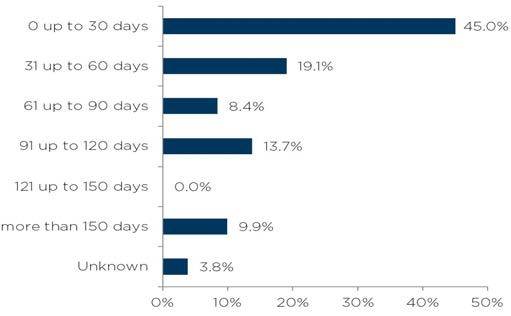 0 up to 30 days 45.0%
31 up to 60 days 19.1%
61 up to 90 days 8.4%
91 up to 120 days 13.7%
121 up to 150 days 0.0%
more than 150 days 9.9%
Unknown 3.8%
0% 10% 20% 30% 40% 50%